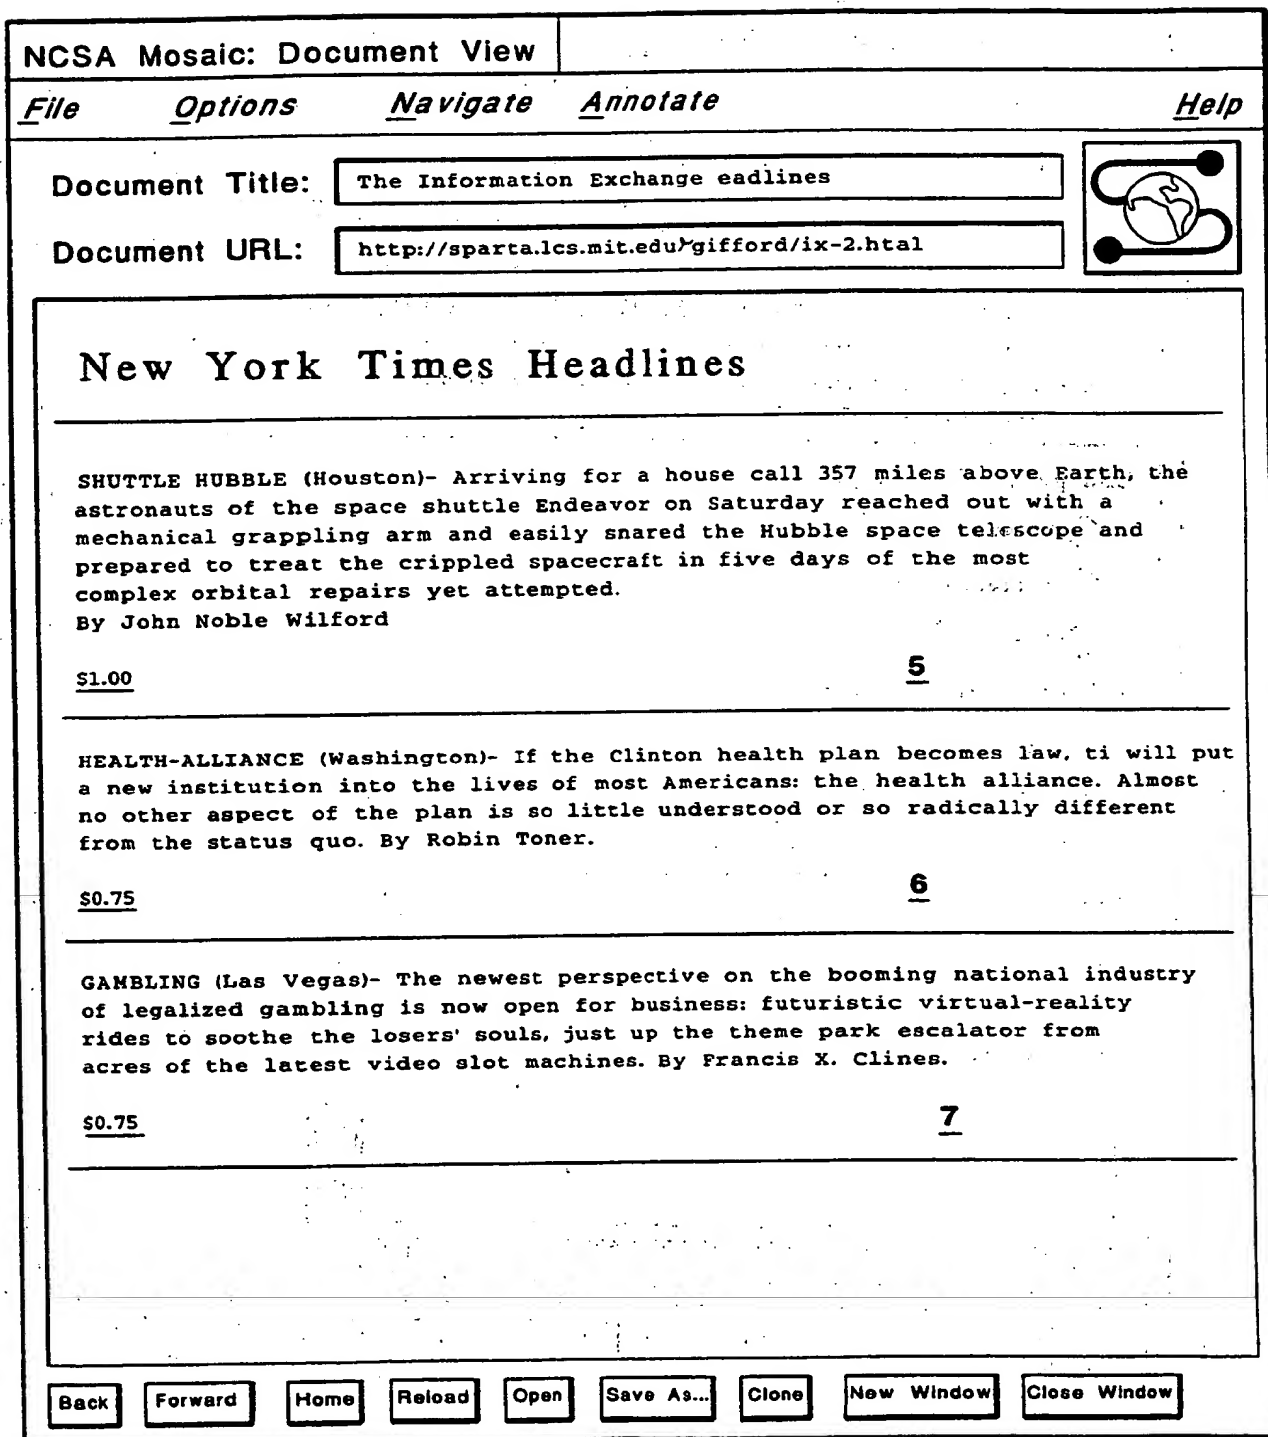 NCSA Mosaic: Document View
File Options Navigate Annotate Help
Document Title: The Information Exchange eadlines
Document URL: http://sparta.lcs.mit.edu/gifford/ix-2.htal
New York Times Headlines
SHUTTLE HUBBLE (Houston)- Arriving for a house call 357 miles above Earth, the
astronauts of the space shuttle Endeavor on Saturday reached out with a
mechanical grappling arm and easily snared the Hubble space telescope and
prepared to treat the crippled spacecraft in five days of the most
complex orbital repairs yet attempted.
By John Noble Wilford
$1.00 5
HEALTH-ALLIANCE (Washington)- If the Clinton health plan becomes law, ti will put
a new institution into the lives of most Americans: the health alliance. Almost
no other aspect of the plan is so little understood or so radically different
from the status quo. By Robin Toner.
$0.75 6
GAMBLING (Las Vegas)- The newest perspective on the booming national industry
of legalized gambling is now open for business: futuristic virtual-reality
rides to soothe the losers' souls, just up the theme park escalator from
acres of the latest video slot machines. By Francis X. Clines.
$0.75 7
Back Forward Home Reload Open Save As... Clone New Window Close Window